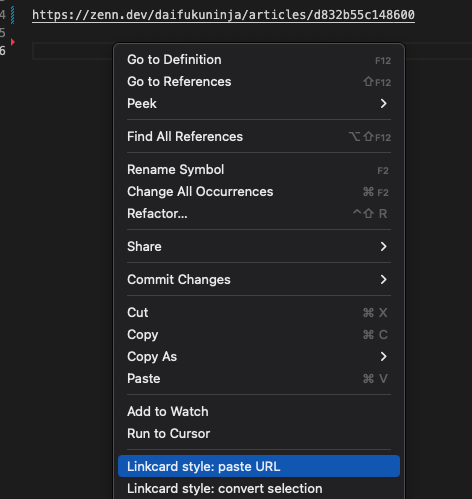 4 https://zenn.dev/daifukuninja/articles/d832b55c148600
5
6
Go to Definition F12
Go to References ⇧F12
Peek >
Find All References ⌥⇧F12
Rename Symbol F2
Change All Occurrences ⌘F2
Refactor... ^⇧R
Share >
Commit Changes >
Cut ⌘X
Copy ⌘C
Copy As >
Paste ⌘V
Add to Watch
Run to Cursor
Linkcard style: paste URL
Linkcard style: convert selection